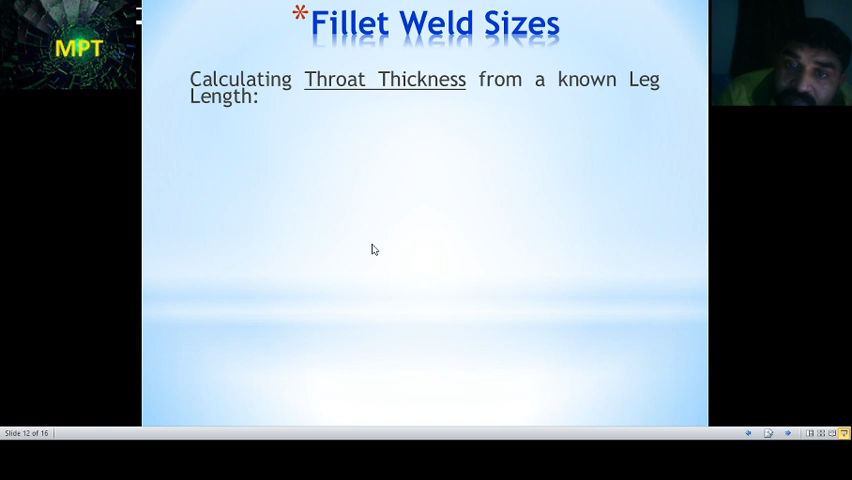 *Fillet Weld Sizes
MPT
Calculating Throat Thickness from a known Leg
Length:
Slide 12 of 16